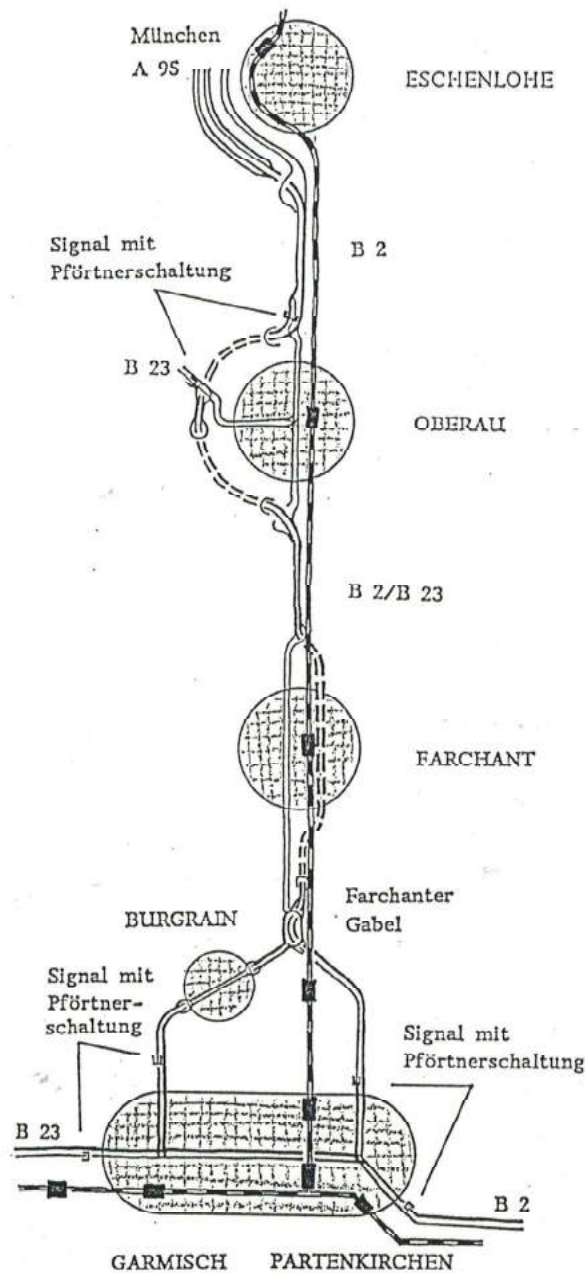 München
A 95
ESCHENLOHE
B 2
Signal mit
Pförtnerschaltung
B 23
OBERAU
B 2/B 23
FARCHANT
Farchanter
Gabel
BURGRAIN
Signal mit
Pförtner-
schaltung
Signal mit
Pförtnerschaltung
B 23
B 2
GARMISCH PARTENKIRCHEN